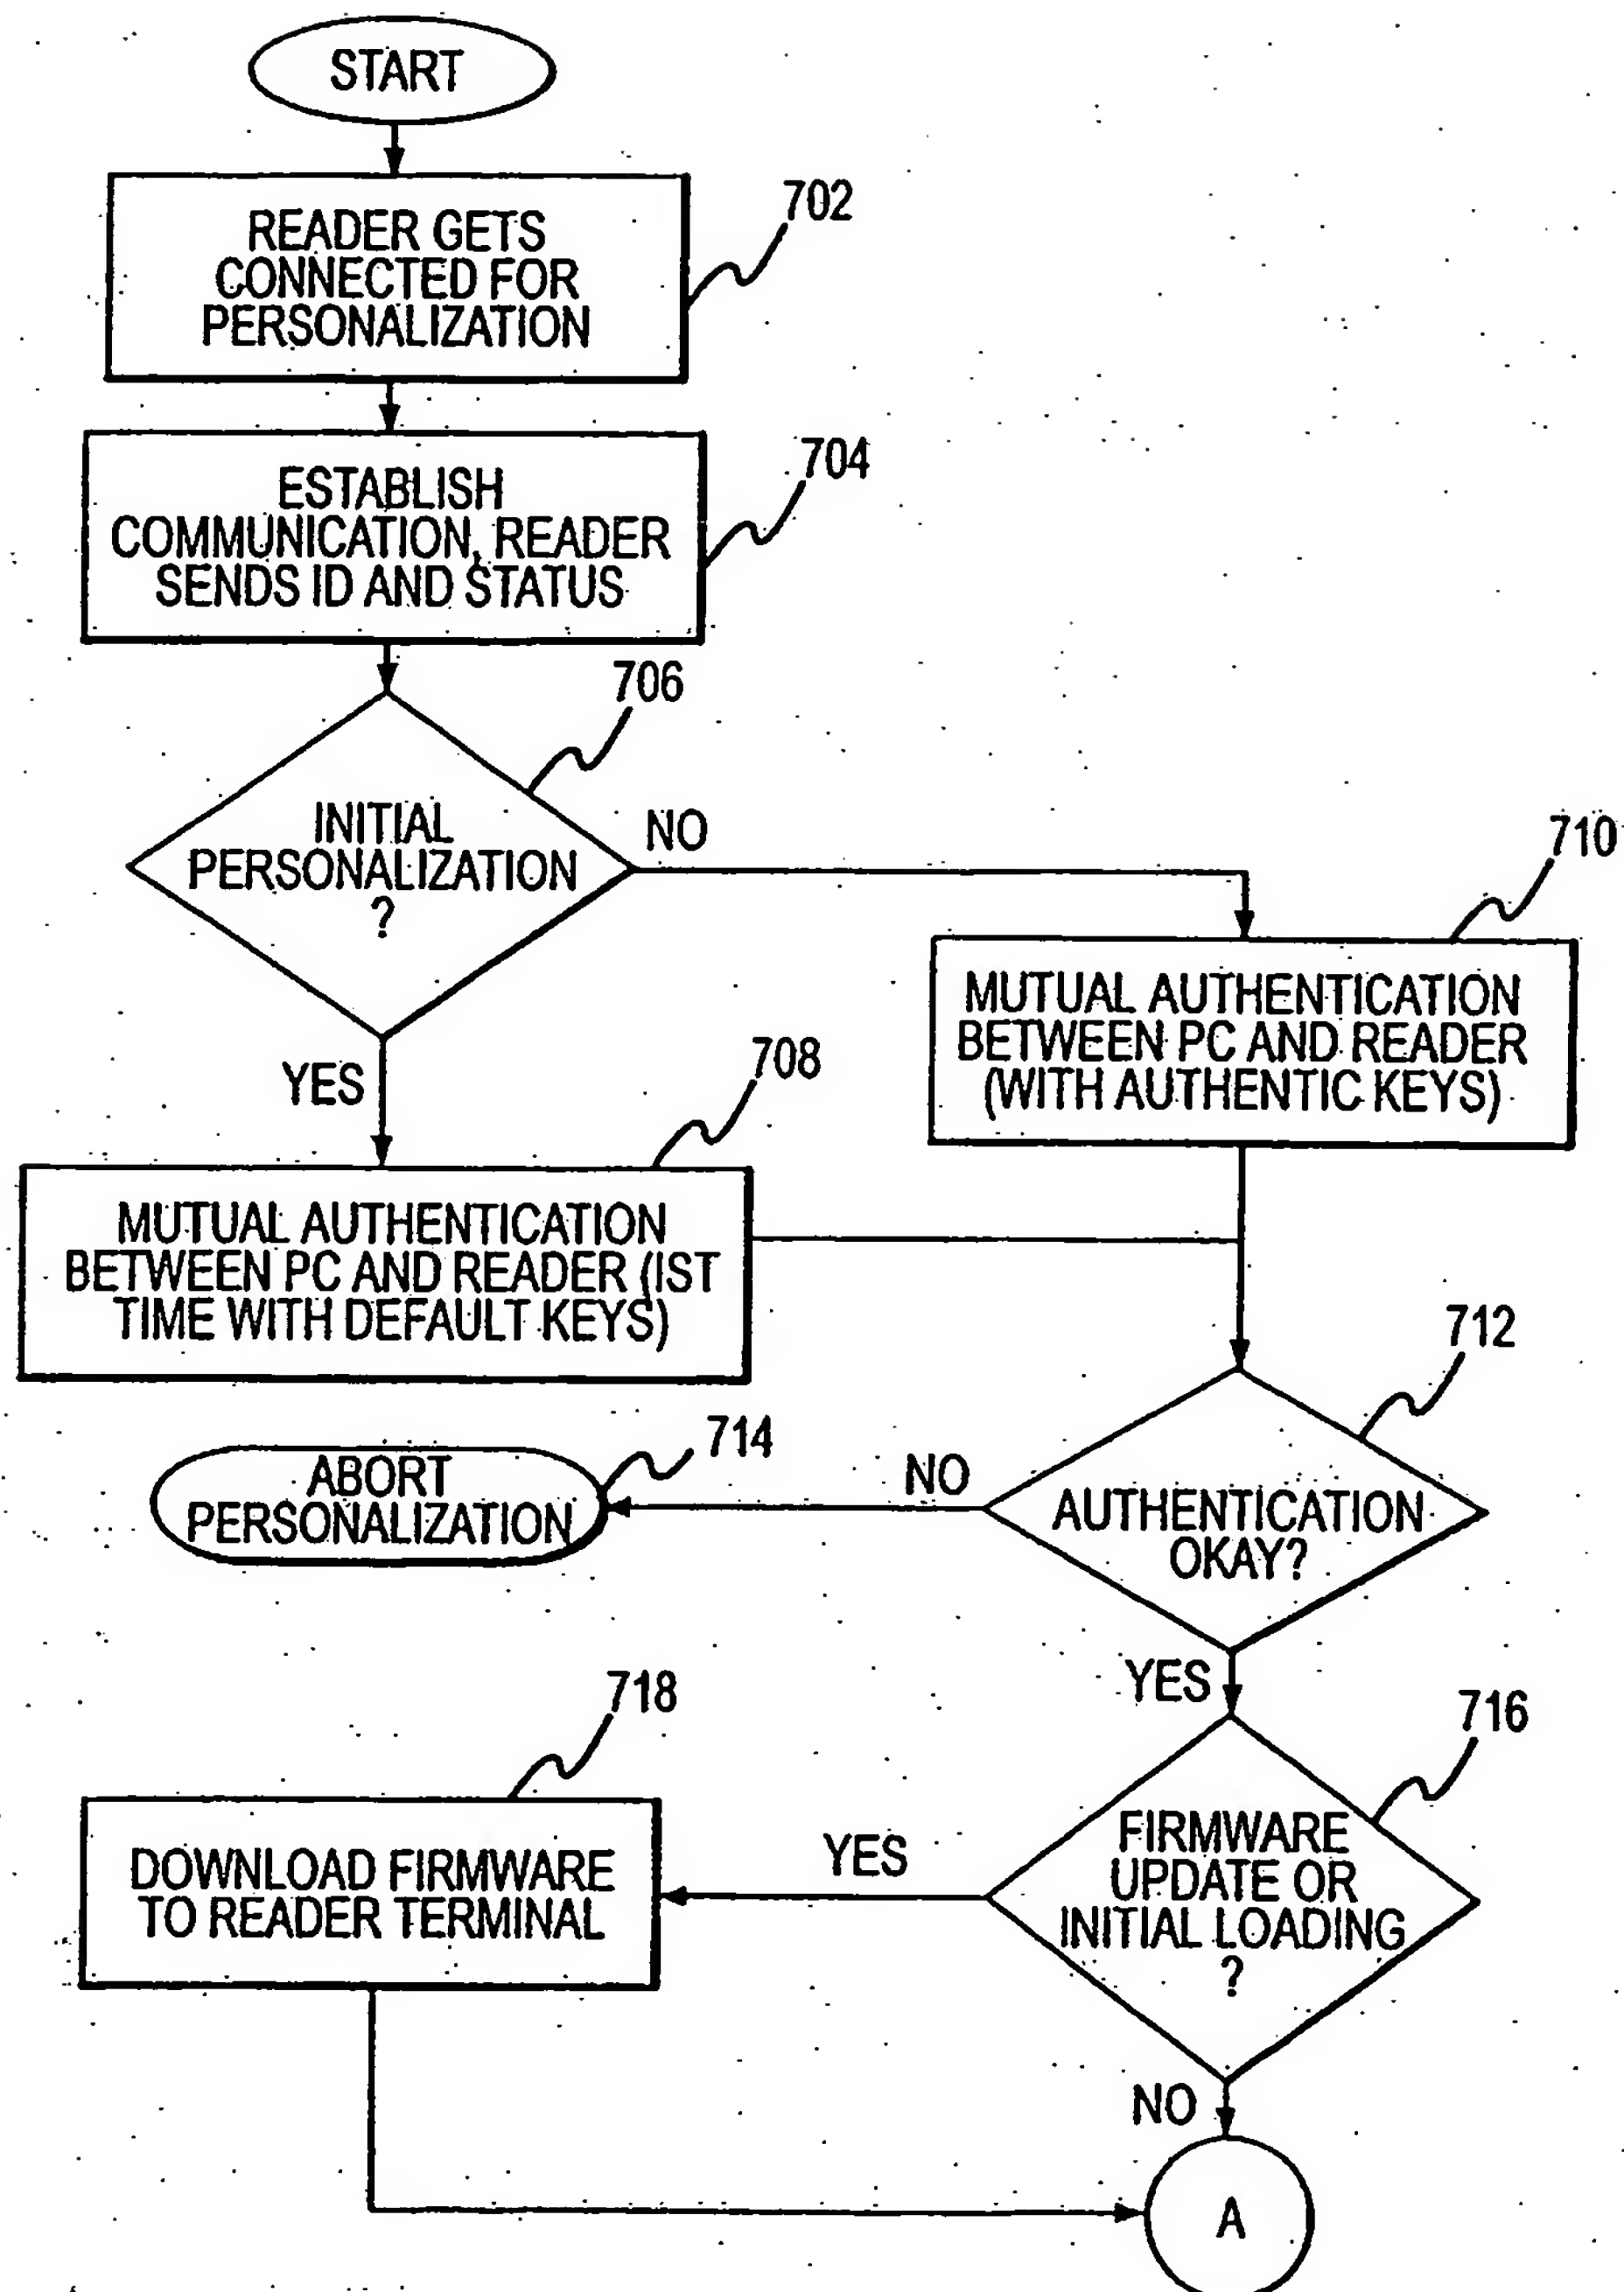 START
READER GETS
CONNECTED FOR
PERSONALIZATION
702
ESTABLISH
COMMUNICATION, READER
SENDS ID AND STATUS
704
706
INITIAL
PERSONALIZATION
?
NO
YES
710
MUTUAL AUTHENTICATION
BETWEEN PC AND READER
(WITH AUTHENTIC KEYS)
708
MUTUAL AUTHENTICATION
BETWEEN PC AND READER (IST
TIME WITH DEFAULT KEYS)
712
AUTHENTICATION
OKAY?
NO
714
ABORT
PERSONALIZATION
YES
716
FIRMWARE
UPDATE OR
INITIAL LOADING
?
YES
718
DOWNLOAD FIRMWARE
TO READER TERMINAL
NO
A